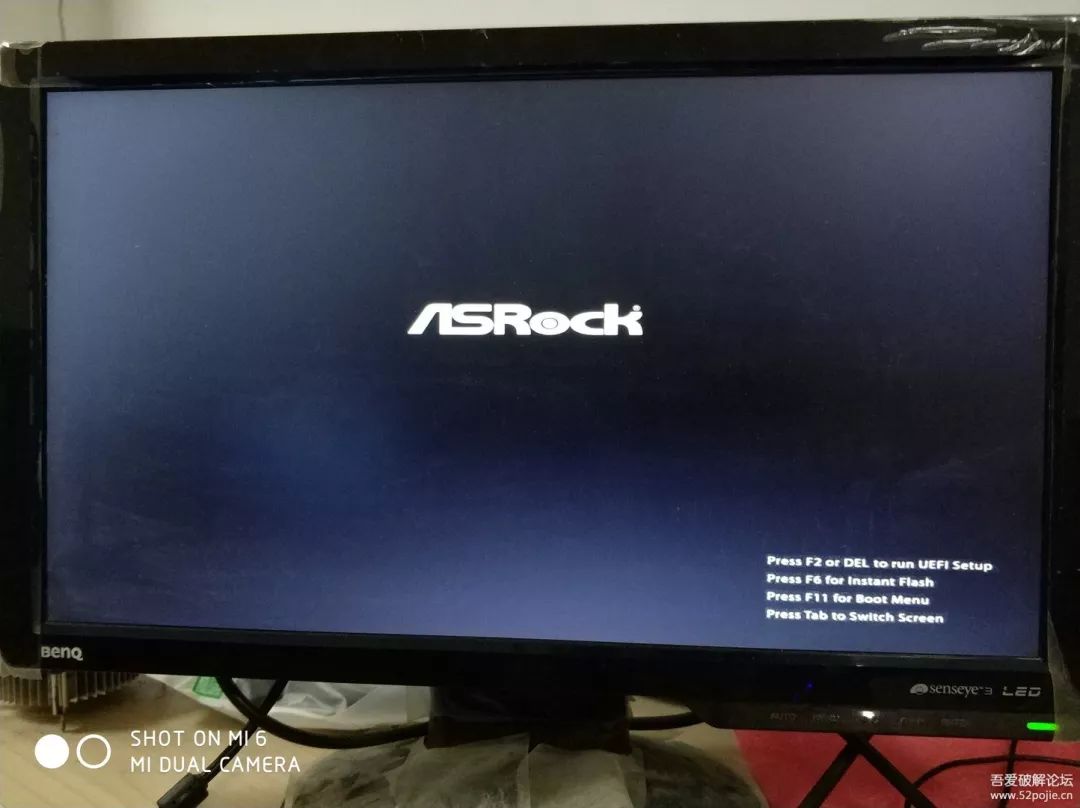 ASRock
Press F2 or DEL to run UEFI Setup
Press F6 for Instant Flash
Press F11 for Boot Menu
Press Tab to Switch Screen
BenQ
senseye™3 LED
AUTO
SHOT ON MI 6
MI DUAL CAMERA
吾爱破解论坛
www.52pojie.cn